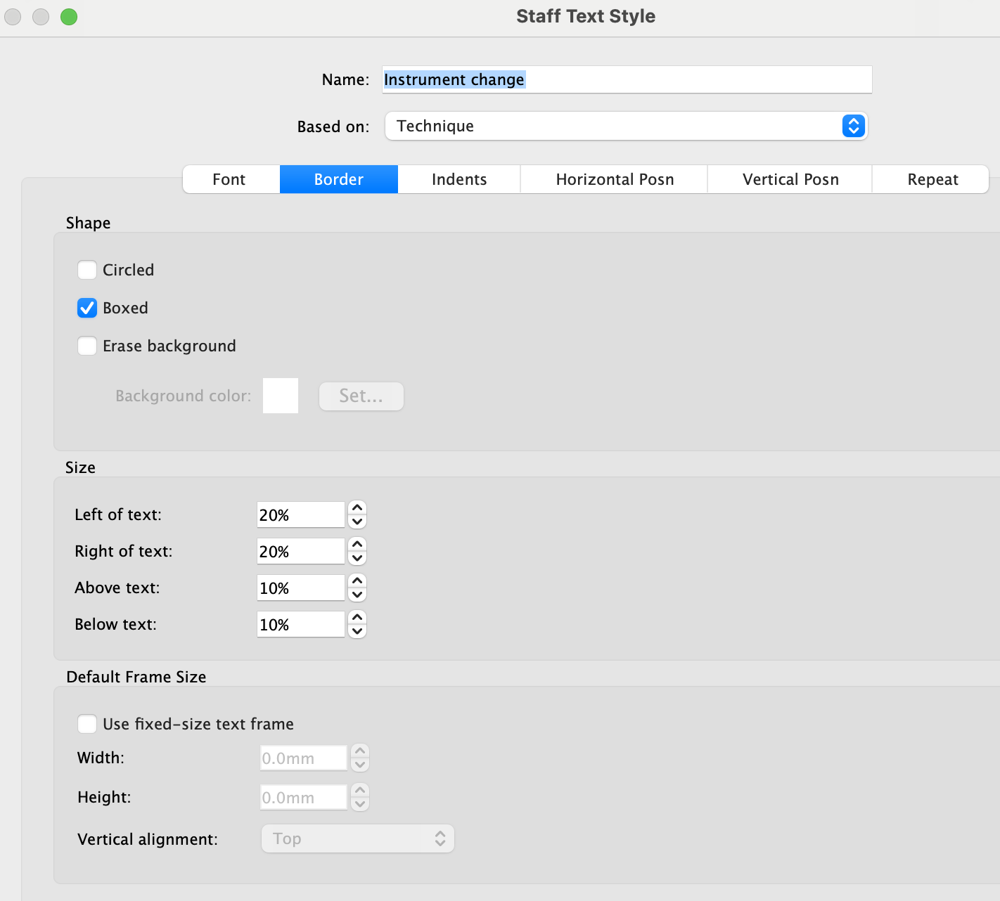 Staff Text Style
Name: Instrument change
Based on: Technique
Font Border Indents Horizontal Posn Vertical Posn Repeat
Shape
Circled
Boxed
Erase background
Background color: Set...
Size
Left of text: 20%
Right of text: 20%
Above text: 10%
Below text: 10%
Default Frame Size
Use fixed-size text frame
Width: 0.0mm
Height: 0.0mm
Vertical alignment: Top